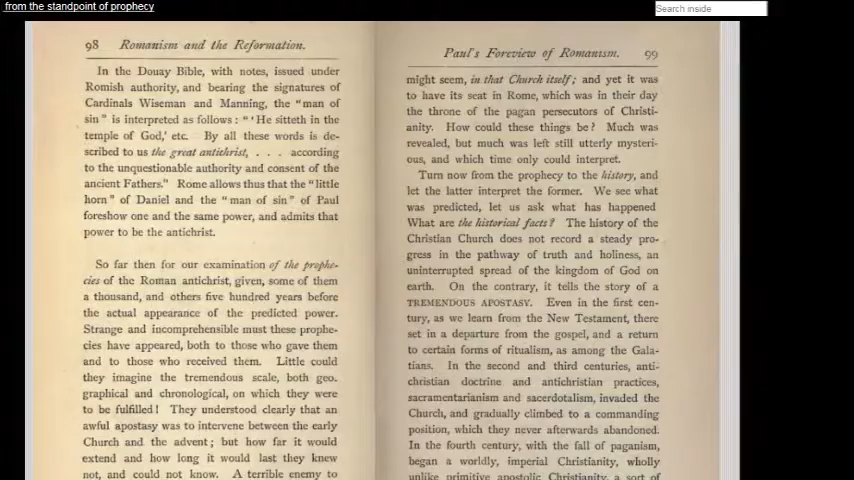 from the standpoint of prophecy
Search inside
98 Romanism and the Reformation.
In the Douay Bible, with notes, issued under
Romish authority, and bearing the signatures of
Cardinals Wiseman and Manning, the "man of
sin" is interpreted as follows: "'He sitteth in the
temple of God,' etc. By all these words is de-
scribed to us the great antichrist, . . . according
to the unquestionable authority and consent of the
ancient Fathers." Rome allows thus that the "little
horn" of Daniel and the "man of sin" of Paul
foreshow one and the same power, and admits that
power to be the antichrist.
So far then for our examination of the prophe-
cies of the Roman antichrist, given, some of them
a thousand, and others five hundred years before
the actual appearance of the predicted power.
Strange and incomprehensible must these prophe-
cies have appeared, both to those who gave them
and to those who received them. Little could
they imagine the tremendous scale, both geo.
graphical and chronological, on which they were
to be fulfilled! They understood clearly that an
awful apostasy was to intervene between the early
Church and the advent; but how far it would
extend and how long it would last they knew
not, and could not know. A terrible enemy to
Paul's Foreview of Romanism. 99
might seem, in that Church itself; and yet it was
to have its seat in Rome, which was in their day
the throne of the pagan persecutors of Christi-
anity. How could these things be? Much was
revealed, but much was left still utterly mysteri-
ous, and which time only could interpret.
Turn now from the prophecy to the history, and
let the latter interpret the former. We see what
was predicted, let us ask what has happened
What are the historical facts? The history of the
Christian Church does not record a steady pro-
gress in the pathway of truth and holiness, an
uninterrupted spread of the kingdom of God on
earth. On the contrary, it tells the story of a
TREMENDOUS APOSTASY. Even in the first cen-
tury, as we learn from the New Testament, there
set in a departure from the gospel, and a return
to certain forms of ritualism, as among the Gala-
tians. In the second and third centuries, anti-
christian doctrine and antichristian practices,
sacramentarianism and sacerdotalism, invaded the
Church, and gradually climbed to a commanding
position, which they never afterwards abandoned.
In the fourth century, with the fall of paganism,
began a worldly, imperial Christianity, wholly
unlike primitive apostolic Christianity, a sort of